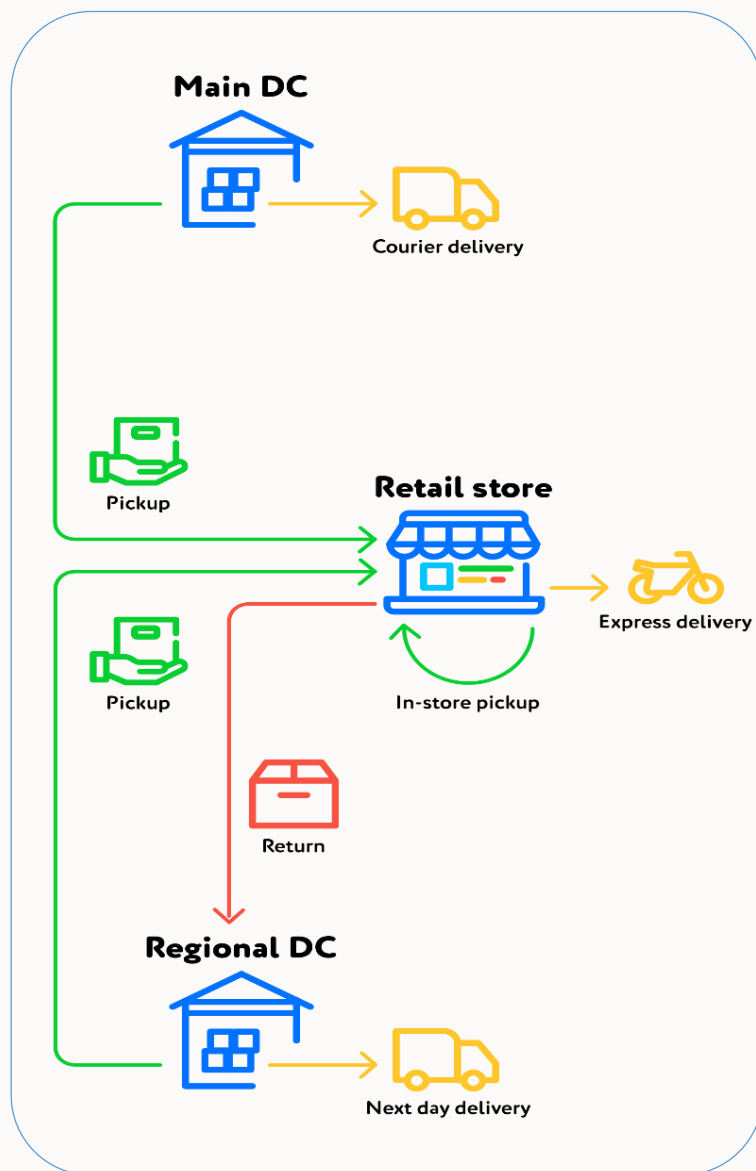 Main DC
Courier delivery
Pickup
Retail store
Express delivery
Pickup
In-store pickup
Return
Regional DC
Next day delivery